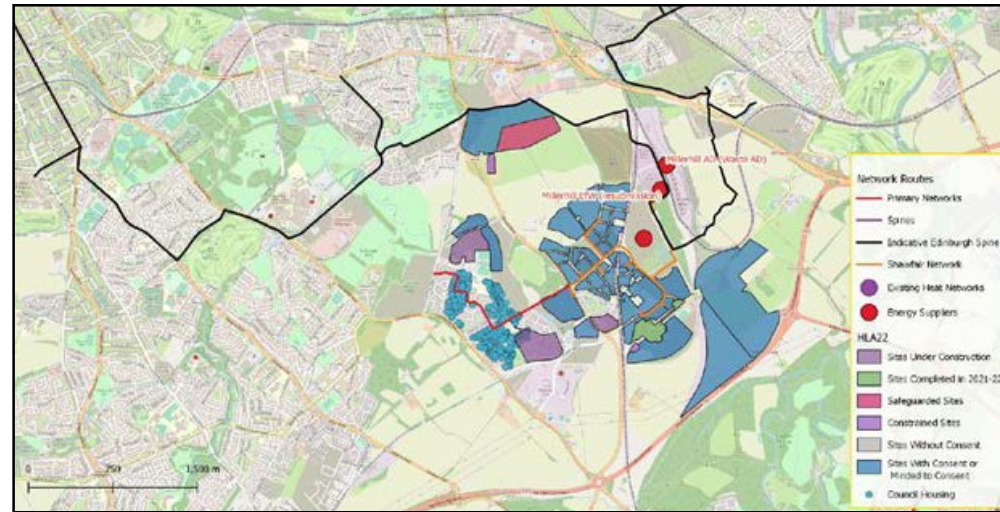 Millerhill AD (Waste AD)
Network Routes
Primary Networks
Spines
Indicative Edinburgh Spine
Shawfair Network
Existing Heat Networks
Energy Suppliers
HLA22
Sites Under Construction
Sites Completed in 2021-22
Safeguarded Sites
Constrained Sites
Sites Without Consent
Sites With Consent or
Minded to Consent
Council Housing
0 750 1,500 m